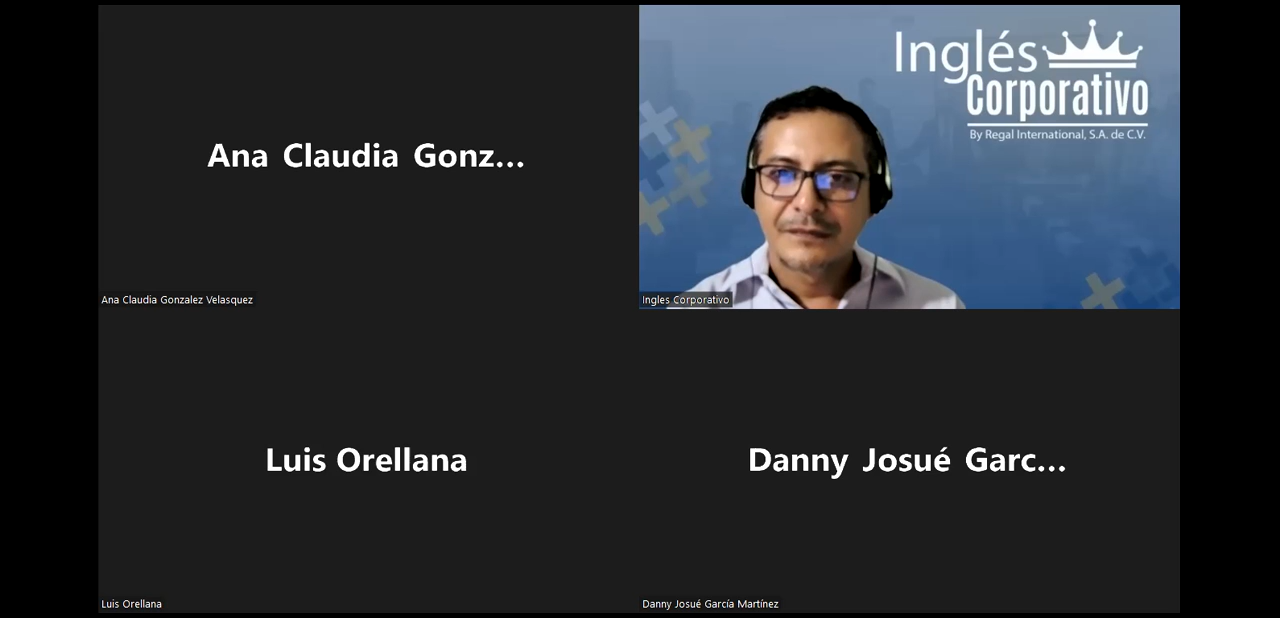 Ana Claudia Gonz...
Ana Claudia Gonzalez Velasquez
Inglés
Corporativo
By Regal International, S.A. de C.V.
Ingles Corporativo
Luis Orellana
Luis Orellana
Danny Josué Garc...
Danny Josué García Martínez